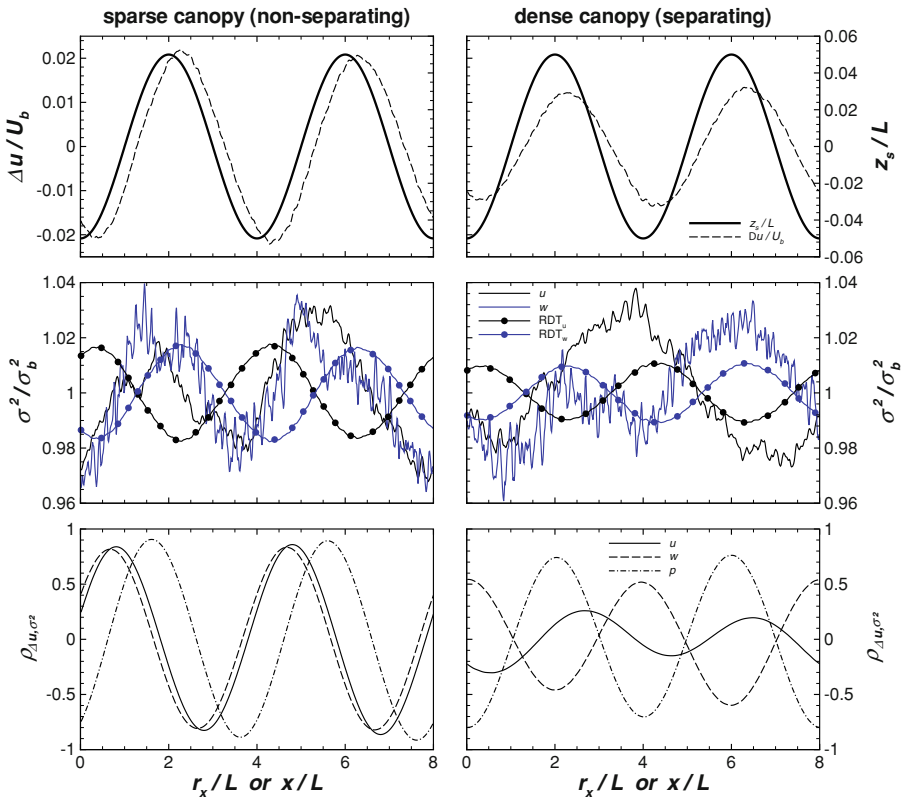 sparse canopy (non-separating)
dense canopy (separating)
Δu / U_b
0.02
0.01
0
-0.01
-0.02
0.06
0.04
0.02
0
-0.02
-0.04
-0.06
z_s / L
z_s / L
Du / U_b
σ² / σ_b²
1.04
1.02
1
0.98
0.96
u
w
RDT_u
RDT_w
1.04
1.02
1
0.98
0.96
σ² / σ_b²
ρ_Δu,σ²
1
0.5
0
-0.5
-1
u
w
p
1
0.5
0
-0.5
-1
ρ_Δu,σ²
0 2 4 6 8
0 2 4 6 8
r_x / L or x / L
r_x / L or x / L